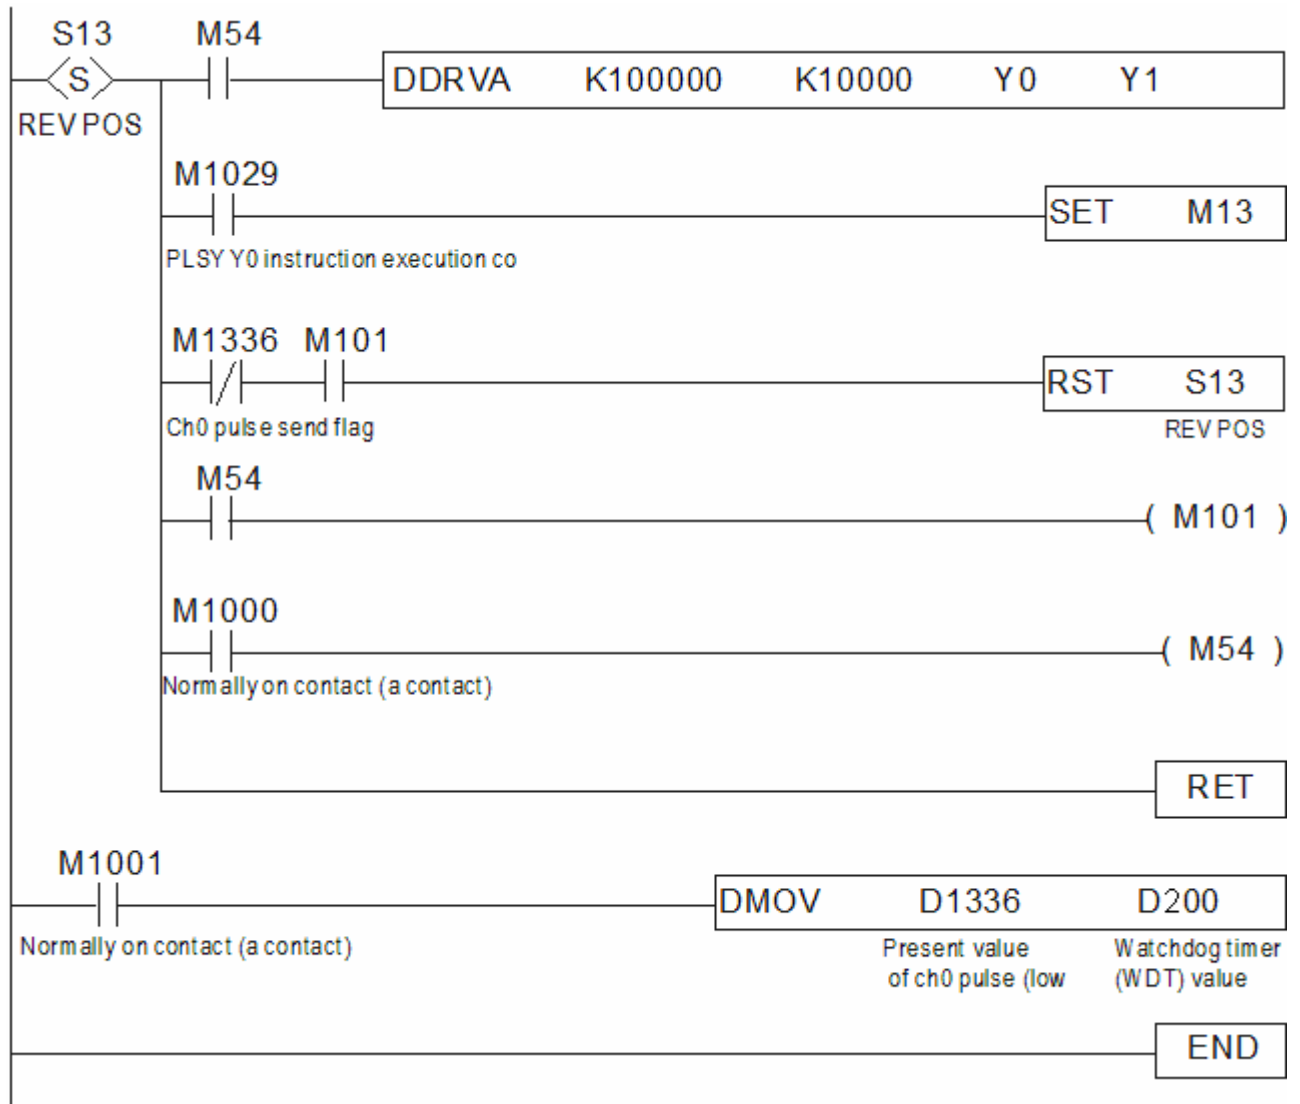 S13 M54
S DDRVA K100000 K10000 Y0 Y1
REV POS
M1029
SET M13
PLSY Y0 instruction execution co
M1336 M101
RST S13
Ch0 pulse send flag REV POS
M54
( M101 )
M1000
( M54 )
Normally on contact (a contact)
RET
M1001
DMOV D1336 D200
Normally on contact (a contact) Present value Watchdog timer
of ch0 pulse (low (WDT) value
END